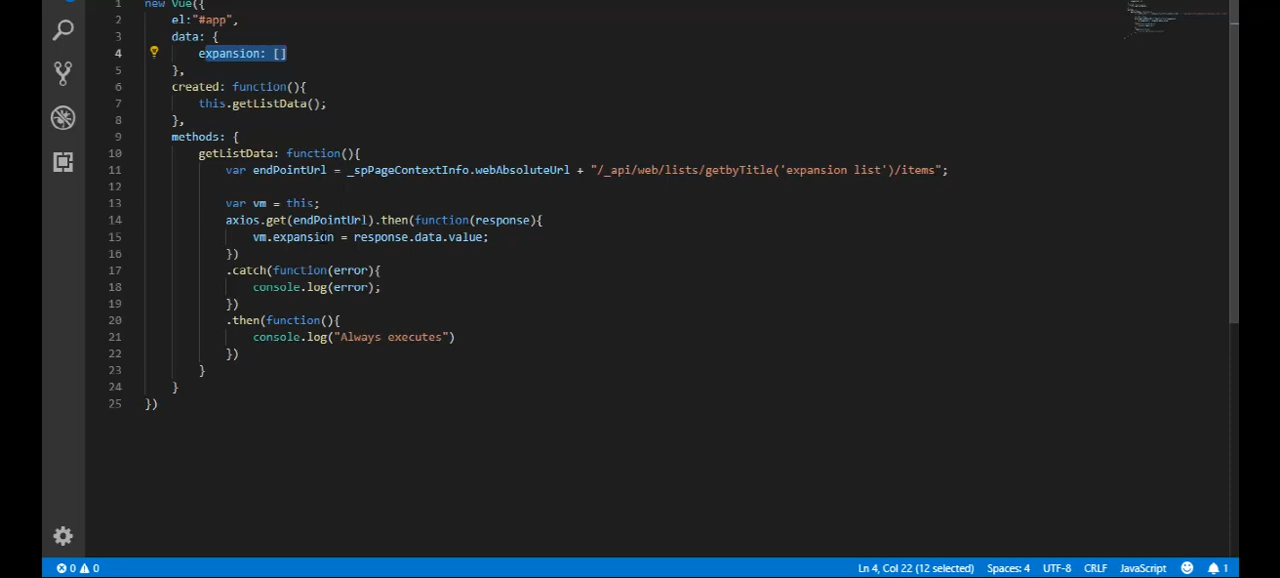 1 new Vue({
2 el:"#app",
3 data: {
4 expansion: []
5 },
6 created: function(){
7 this.getListData();
8 },
9 methods: {
10 getListData: function(){
11 var endPointUrl = _spPageContextInfo.webAbsoluteUrl + "/_api/web/lists/getbyTitle('expansion list')/items";
12
13 var vm = this;
14 axios.get(endPointUrl).then(function(response){
15 vm.expansion = response.data.value;
16 })
17 .catch(function(error){
18 console.log(error);
19 })
20 .then(function(){
21 console.log("Always executes")
22 })
23 }
24 }
25 })
0 0 Ln 4, Col 22 (12 selected) Spaces: 4 UTF-8 CRLF JavaScript 1